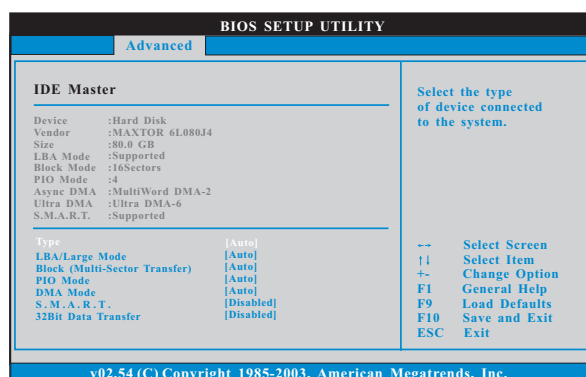 BIOS SETUP UTILITY
Advanced
IDE Master
Device :Hard Disk
Vendor :MAXTOR 6L080J4
Size :80.0 GB
LBA Mode :Supported
Block Mode :16Sectors
PIO Mode :4
Async DMA :MultiWord DMA-2
Ultra DMA :Ultra DMA-6
S.M.A.R.T. :Supported
Type [Auto]
LBA/Large Mode [Auto]
Block (Multi-Sector Transfer) [Auto]
PIO Mode [Auto]
DMA Mode [Auto]
S.M.A.R.T. [Disabled]
32Bit Data Transfer [Disabled]
Select the type
of device connected
to the system.
←→ Select Screen
↑↓ Select Item
+- Change Option
F1 General Help
F9 Load Defaults
F10 Save and Exit
ESC Exit
v02.54 (C) Copyright 1985-2003, American Megatrends, Inc.